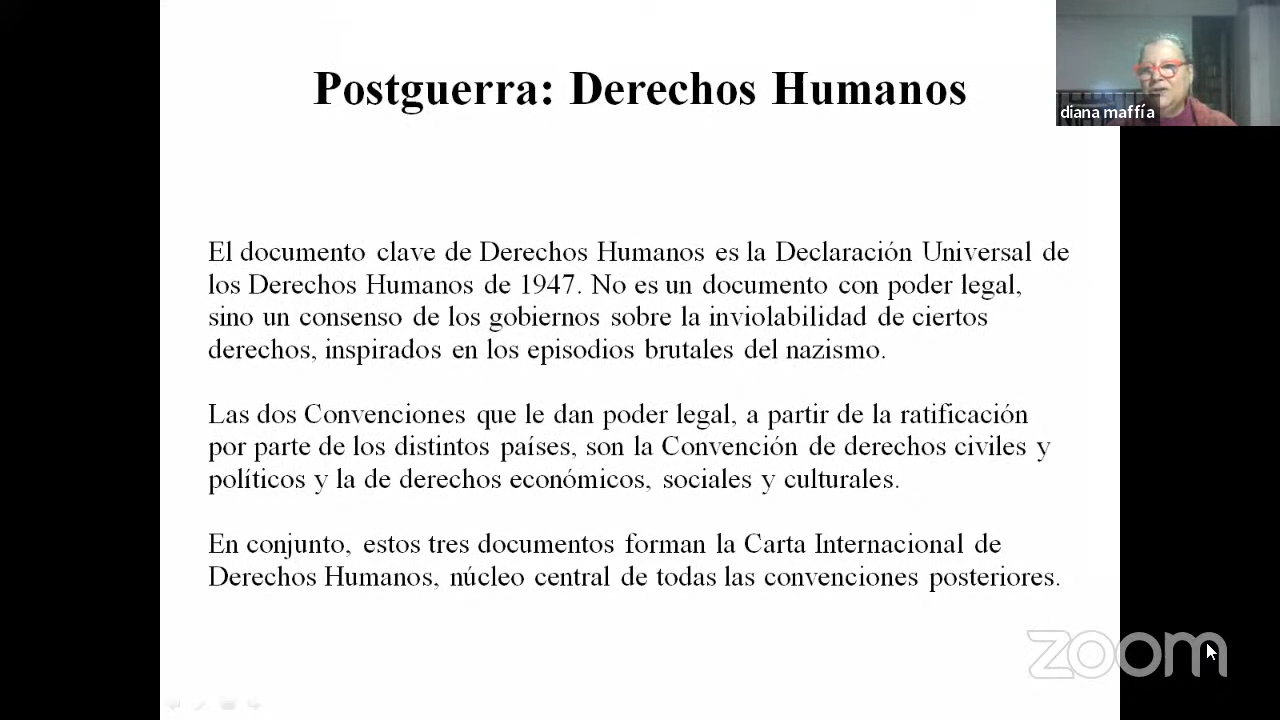 Postguerra: Derechos Humanos
diana maffía
El documento clave de Derechos Humanos es la Declaración Universal de
los Derechos Humanos de 1947. No es un documento con poder legal,
sino un consenso de los gobiernos sobre la inviolabilidad de ciertos
derechos, inspirados en los episodios brutales del nazismo.
Las dos Convenciones que le dan poder legal, a partir de la ratificación
por parte de los distintos países, son la Convención de derechos civiles y
políticos y la de derechos económicos, sociales y culturales.
En conjunto, estos tres documentos forman la Carta Internacional de
Derechos Humanos, núcleo central de todas las convenciones posteriores.
zoom